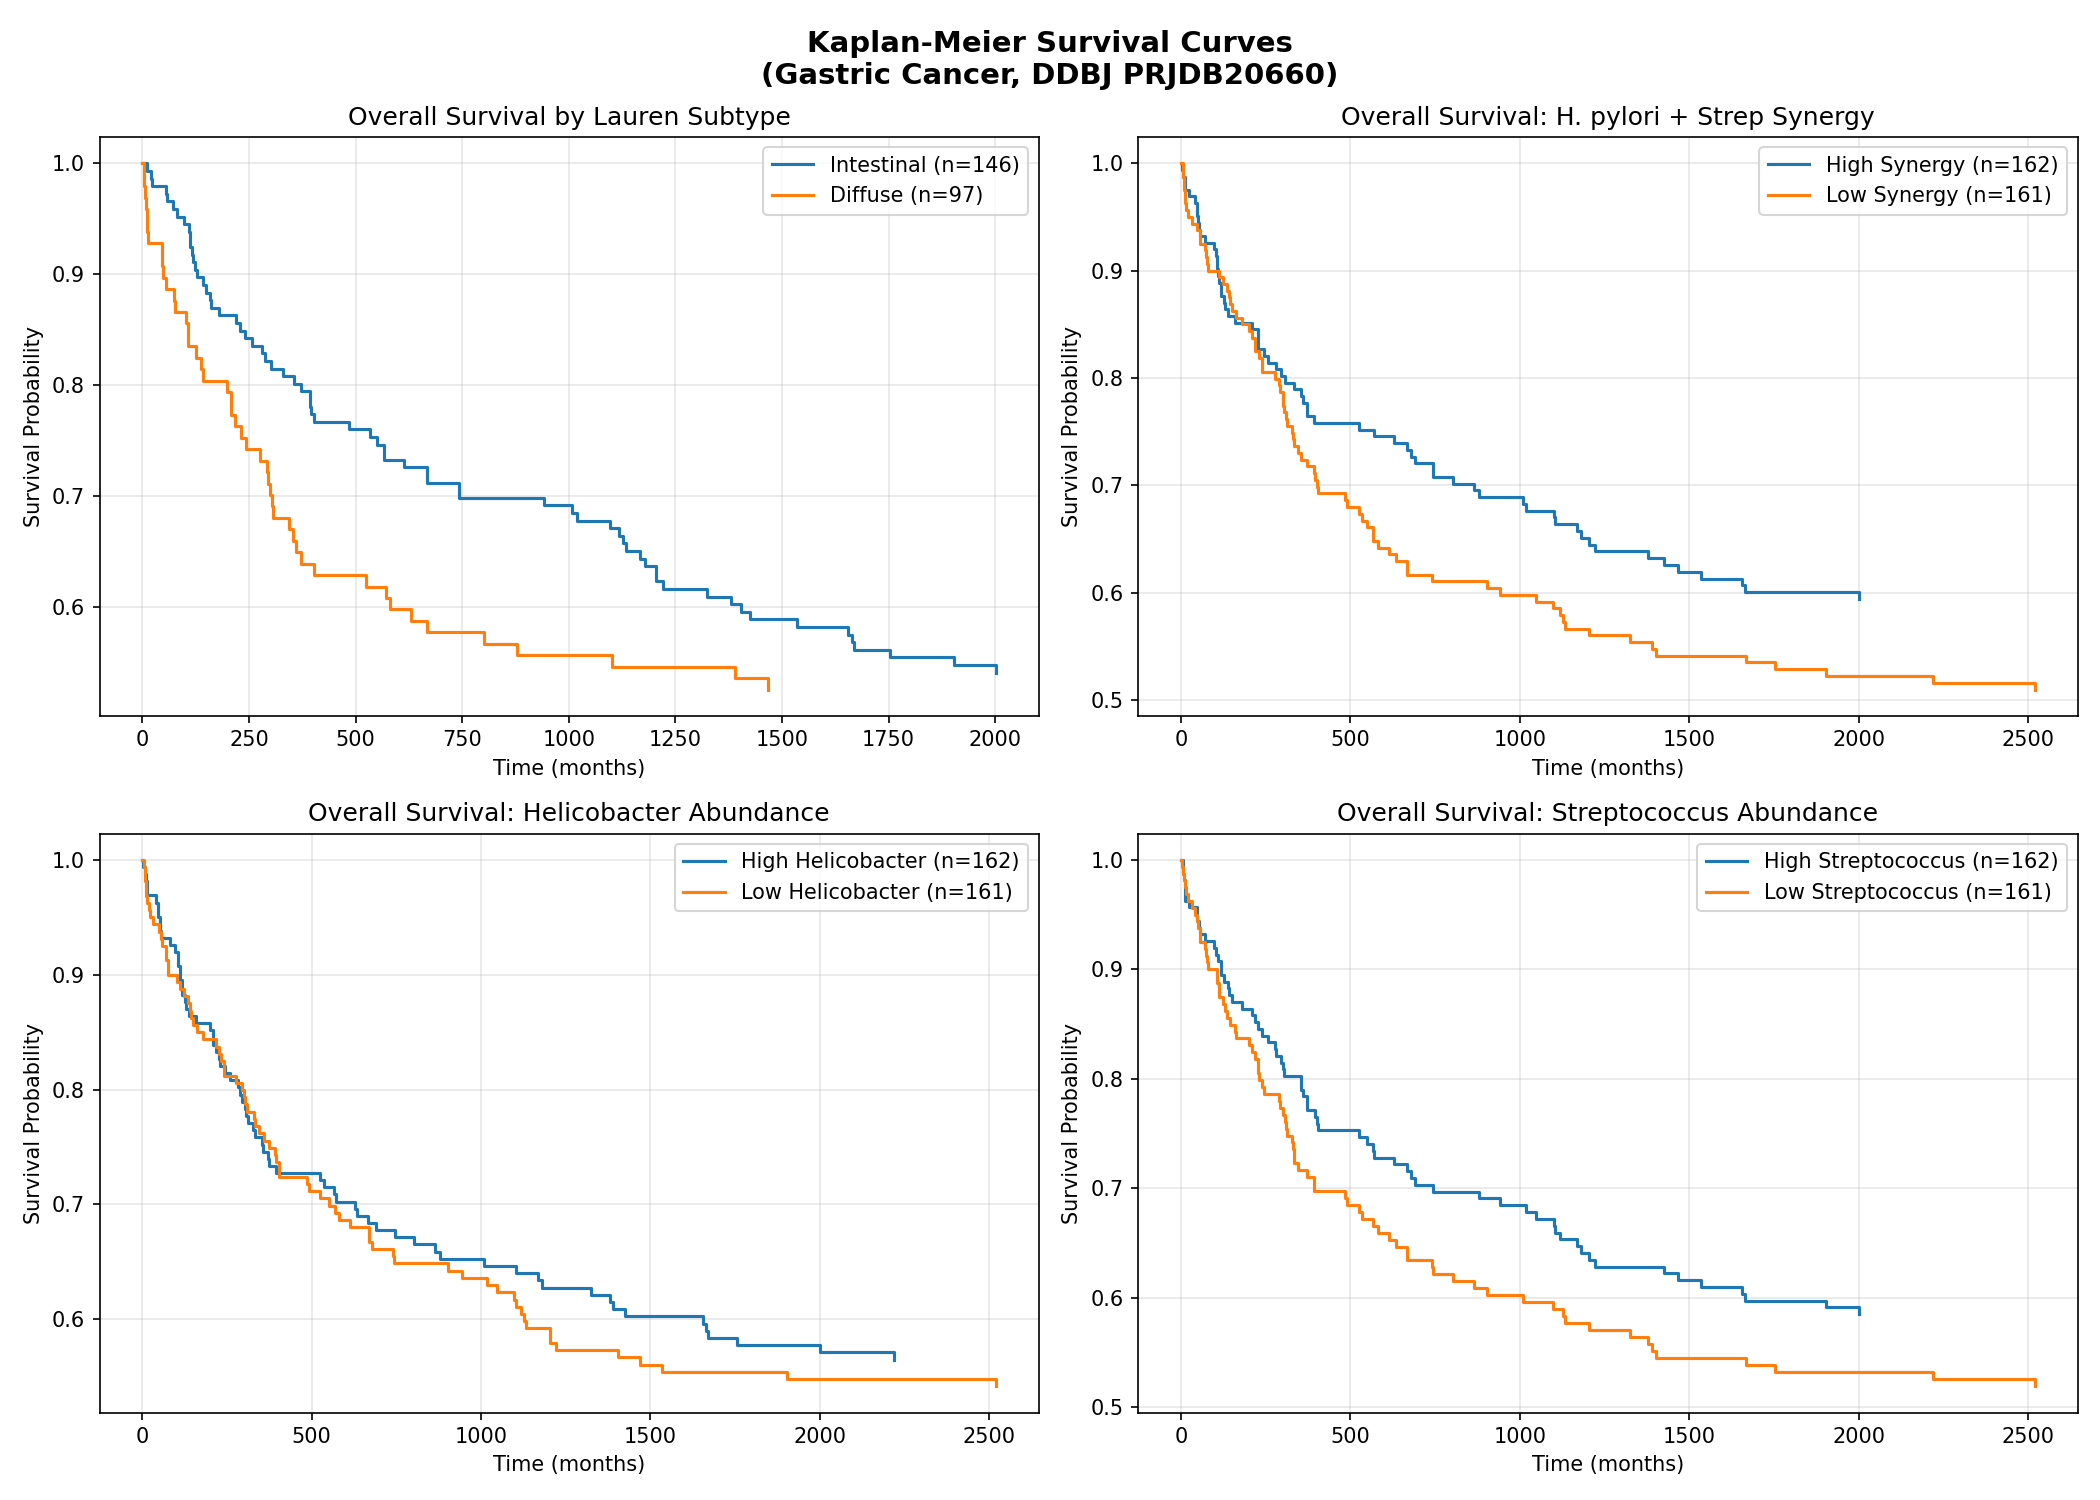 Kaplan-Meier Survival Curves
(Gastric Cancer, DDBJ PRJDB20660)
Overall Survival by Lauren Subtype
Intestinal (n=146)
Diffuse (n=97)
Survival Probability
1.0
0.9
0.8
0.7
0.6
0 250 500 750 1000 1250 1500 1750 2000
Time (months)
Overall Survival: H. pylori + Strep Synergy
High Synergy (n=162)
Low Synergy (n=161)
Survival Probability
1.0
0.9
0.8
0.7
0.6
0.5
0 500 1000 1500 2000 2500
Time (months)
Overall Survival: Helicobacter Abundance
High Helicobacter (n=162)
Low Helicobacter (n=161)
Survival Probability
1.0
0.9
0.8
0.7
0.6
0 500 1000 1500 2000 2500
Time (months)
Overall Survival: Streptococcus Abundance
High Streptococcus (n=162)
Low Streptococcus (n=161)
Survival Probability
1.0
0.9
0.8
0.7
0.6
0.5
0 500 1000 1500 2000 2500
Time (months)